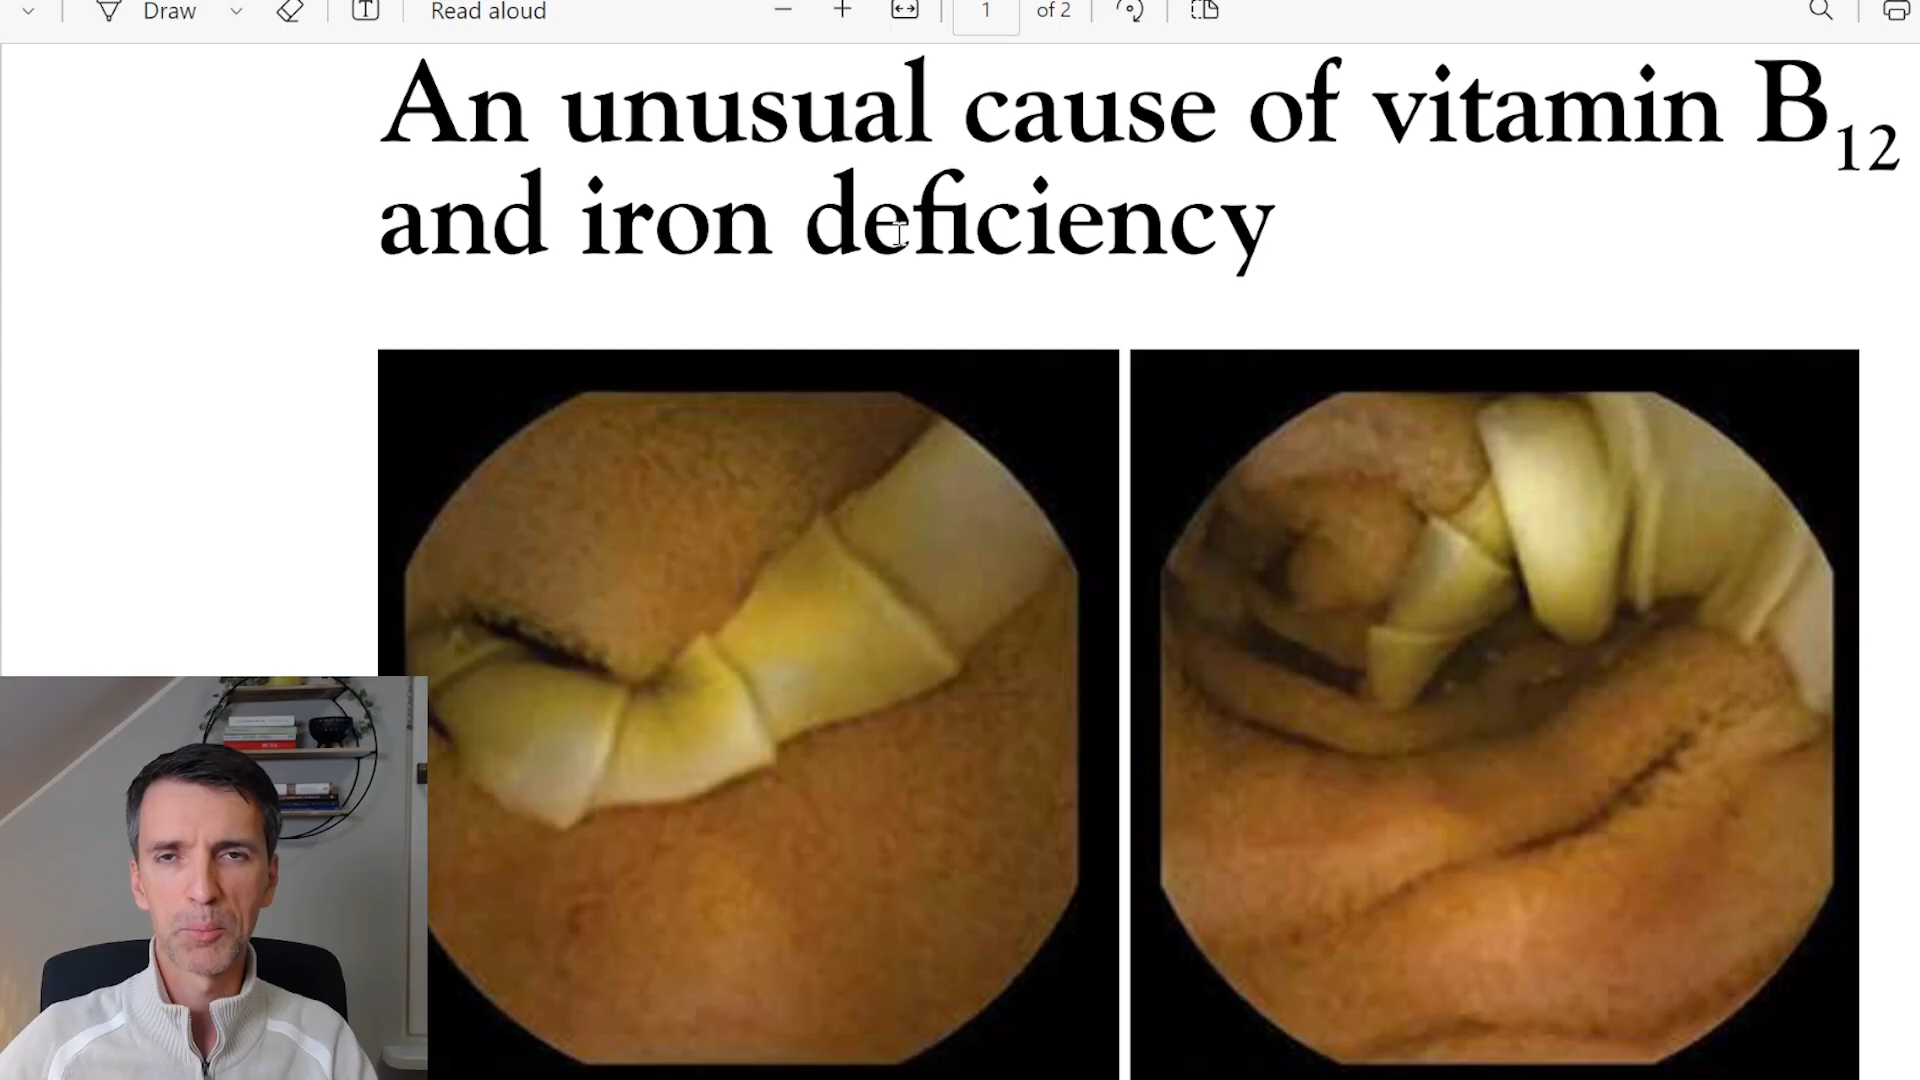 Draw Read aloud 1 of 2
An unusual cause of vitamin B12
and iron deficiency